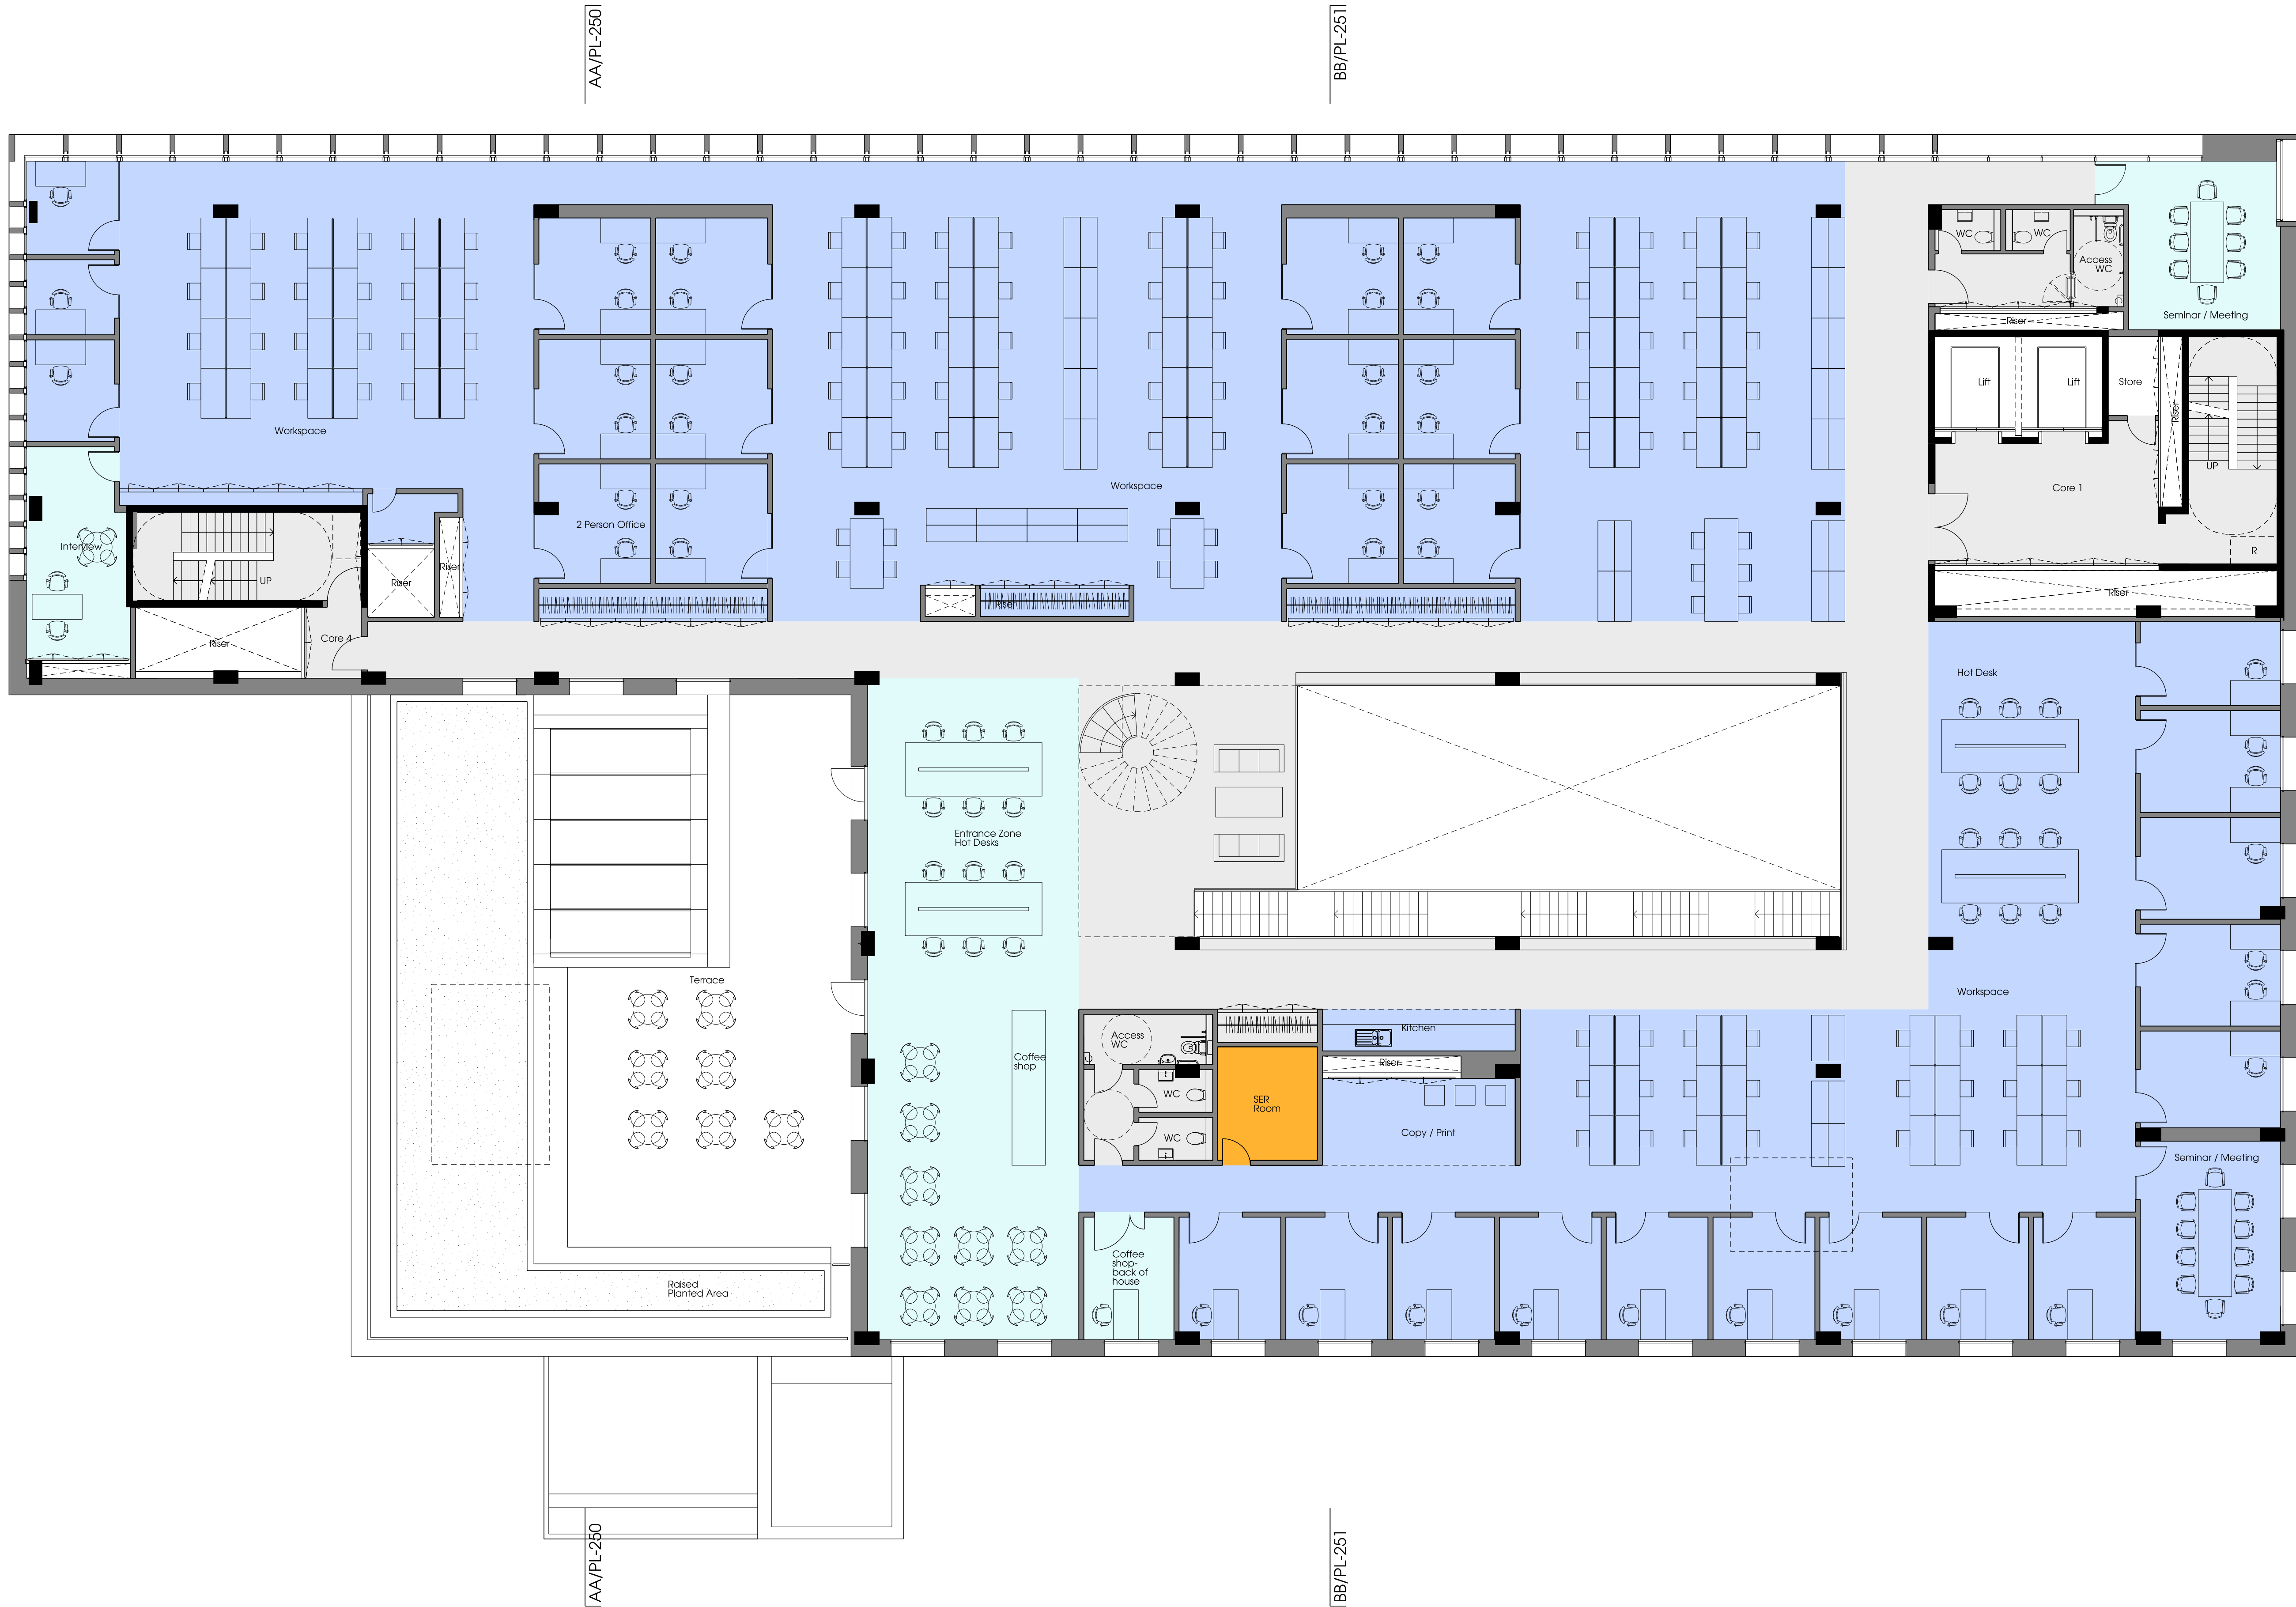 AA/PL-250
BB/PL-251
WC
WC
Access
WC
Seminar / Meeting
Riser
Lift
Lift
Store
Riser
Workspace
UP
Workspace
Core 1
2 Person Office
Interview
R
Riser
Riser
UP
Riser
Riser
Riser
Core 4
Hot Desk
Entrance Zone
Hot Desks
Terrace
Workspace
Kitchen
Access
WC
Coffee
shop
Riser
WC
SER
Room
Copy / Print
WC
Seminar / Meeting
Coffee
shop-
back of
house
Raised
Planted Area
AA/PL-250
BB/PL-251